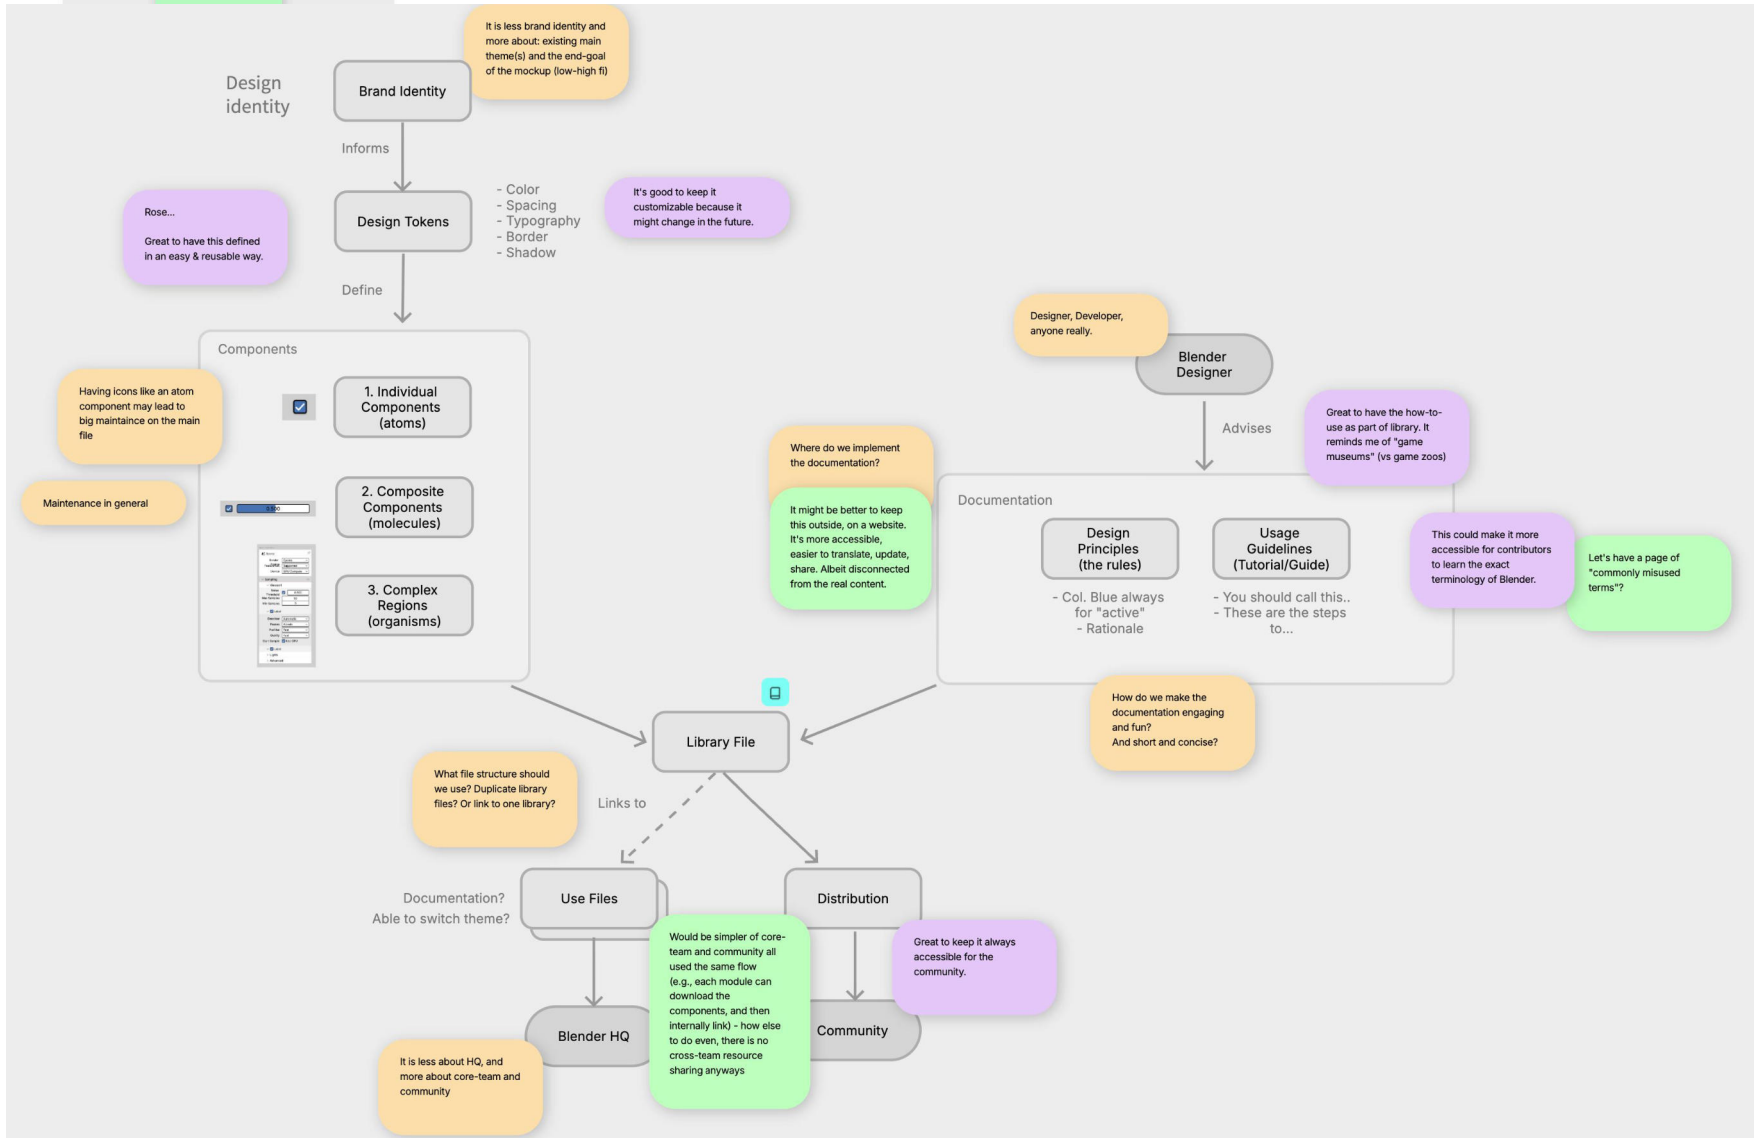 It is less brand identity and
more about: existing main
theme(s) and the end-goal
of the mockup (low-high fi)
Design
identity
Brand Identity
Informs
Rose...
Great to have this defined
in an easy & reusable way.
Design Tokens
- Color
- Spacing
- Typography
- Border
- Shadow
It's good to keep it
customizable because it
might change in the future.
Define
Components
Having icons like an atom
component may lead to
big maintaince on the main
file
1. Individual
Components
(atoms)
Maintenance in general
2. Composite
Components
(molecules)
3. Complex
Regions
(organisms)
Designer, Developer,
anyone really.
Blender
Designer
Advises
Great to have the how-to-
use as part of library. It
reminds me of "game
museums" (vs game zoos)
Where do we implement
the documentation?
It might be better to keep
this outside, on a website.
It's more accessible,
easier to translate, update,
share. Albeit disconnected
from the real content.
Documentation
Design
Principles
(the rules)
- Col. Blue always
for "active"
- Rationale
Usage
Guidelines
(Tutorial/Guide)
- You should call this..
- These are the steps
to...
This could make it more
accessible for contributors
to learn the exact
terminology of Blender.
Let's have a page of
"commonly misused
terms"?
How do we make the
documentation engaging
and fun?
And short and concise?
Library File
What file structure should
we use? Duplicate library
files? Or link to one library?
Links to
Documentation?
Able to switch theme?
Use Files
Distribution
Would be simpler of core-
team and community all
used the same flow
(e.g., each module can
download the
components, and then
internally link) - how else
to do even, there is no
cross-team resource
sharing anyways
Great to keep it always
accessible for the
community.
Blender HQ
Community
It is less about HQ, and
more about core-team and
community